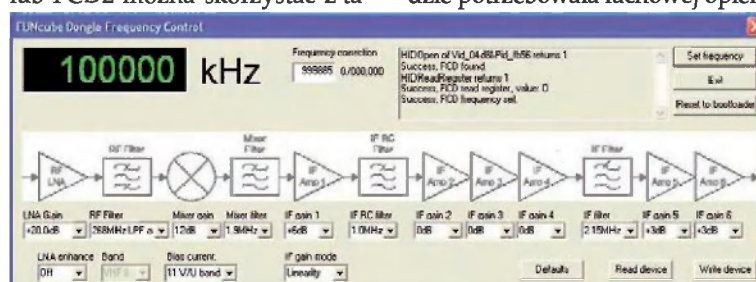 lub FCD2 można skorzystać z ta- dzie potrzebowała fachowej opiek
FUNcube Dongle Frequency Control
100000 kHz
Frequency correction
999885 0./000,000
HIDOpen of Vid_04d8\Pid_fb56 returns 1
Success, FCD found.
HIDReadRegister returns 1
Success, FCD read register, value: 0
Success, FCD frequency set.
Set frequency
Exit
Reset to bootloader
RF Filter Mixer Filter IF RC Filter IF Filter
RF LNA IF Amp 1 IF Amp 2 IF Amp 3 IF Amp 4 IF Amp 5 IF Amp 6
LNA Gain RF Filter Mixer gain Mixer filter IF gain 1 IF RC filter IF gain 2 IF gain 3 IF gain 4 IF filter IF gain 5 IF gain 6
+20.0dB 268MHz LPF 12dB 1.9MHz +6dB 1.0MHz 0dB 0dB 0dB 2.15MHz +3dB +3dB
LNA enhance Band Bias current IF gain mode
Off 11 V/U band Linearity Defaults Read device Write device